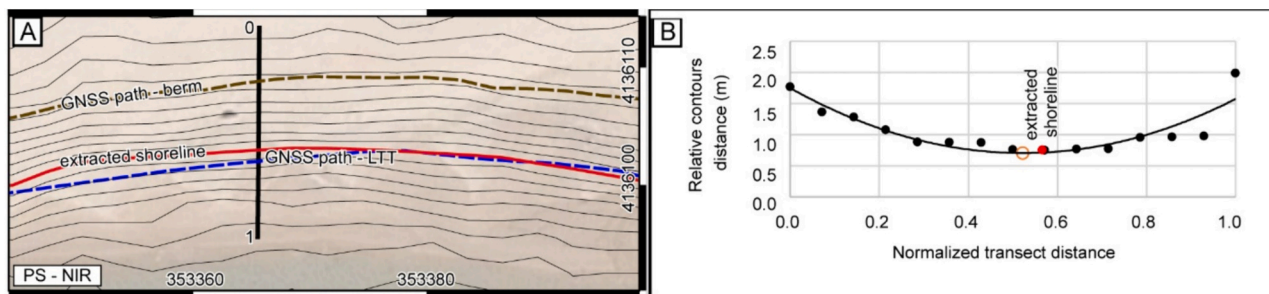 A
0
GNSS path - berm
extracted shoreline
GNSS path - LTT
1
PS - NIR
353360
353380
4136110
4136100
B
Relative contours
distance (m)
2.5
2.0
1.5
1.0
0.5
0.0
extracted
shoreline
0.0
0.2
0.4
0.6
0.8
1.0
Normalized transect distance